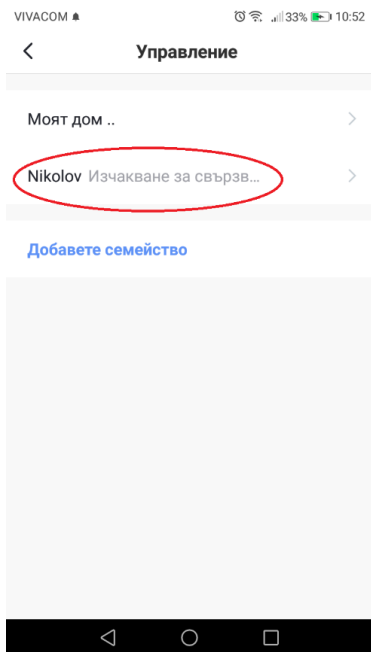 VIVACOM 33% 10:52
Управление
Моят дом ..
Nikolov Изчакване за свързв...
Добавете семейство